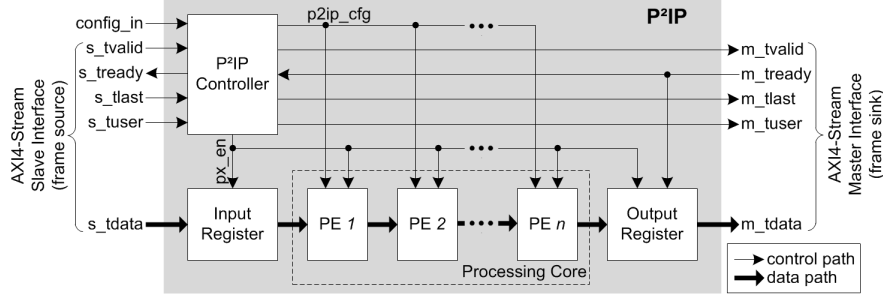 config_in
p2ip_cfg
P²IP
s_tvalid
m_tvalid
P²IP
Controller
s_tready
m_tready
s_tlast
m_tlast
s_tuser
m_tuser
AXI4-Stream
Slave Interface
(frame source)
AXI4-Stream
Master Interface
(frame sink)
px_en
s_tdata
Input
Register
PE 1
PE 2
PE n
Output
Register
m_tdata
Processing Core
control path
data path